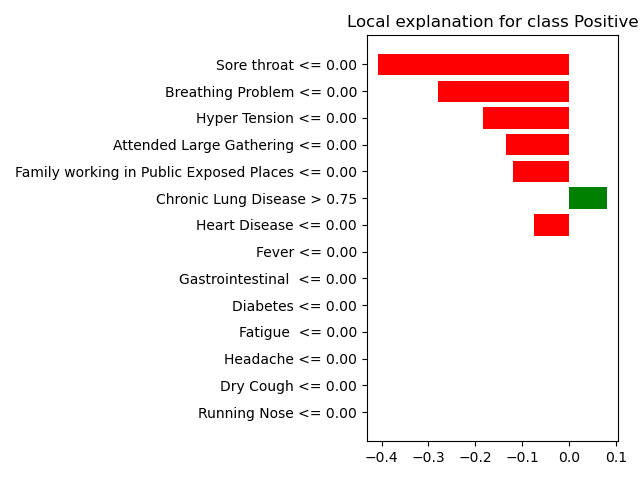 Local explanation for class Positive
Sore throat <= 0.00
Breathing Problem <= 0.00
Hyper Tension <= 0.00
Attended Large Gathering <= 0.00
Family working in Public Exposed Places <= 0.00
Chronic Lung Disease > 0.75
Heart Disease <= 0.00
Fever <= 0.00
Gastrointestinal  <= 0.00
Diabetes <= 0.00
Fatigue  <= 0.00
Headache <= 0.00
Dry Cough <= 0.00
Running Nose <= 0.00
−0.4 −0.3 −0.2 −0.1 0.0 0.1